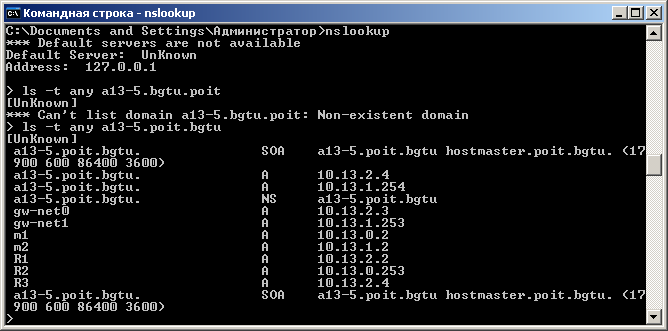 Командная строка - nslookup
C:\Documents and Settings\Администратор>nslookup
*** Default servers are not available
Default Server:  UnKnown
Address:  127.0.0.1
> ls -t any a13-5.bgtu.poit
[UnKnown]
*** Can't list domain a13-5.bgtu.poit: Non-existent domain
> ls -t any a13-5.poit.bgtu
[UnKnown]
a13-5.poit.bgtu. SOA a13-5.poit.bgtu hostmaster.poit.bgtu. (17
900 600 86400 3600)
a13-5.poit.bgtu. A 10.13.2.4
a13-5.poit.bgtu. A 10.13.1.254
a13-5.poit.bgtu. NS a13-5.poit.bgtu
gw-net0 A 10.13.2.3
gw-net1 A 10.13.1.253
m1 A 10.13.0.2
m2 A 10.13.1.2
R1 A 10.13.2.2
R2 A 10.13.0.253
R3 A 10.13.2.4
a13-5.poit.bgtu. SOA a13-5.poit.bgtu hostmaster.poit.bgtu. (17
900 600 86400 3600)
>